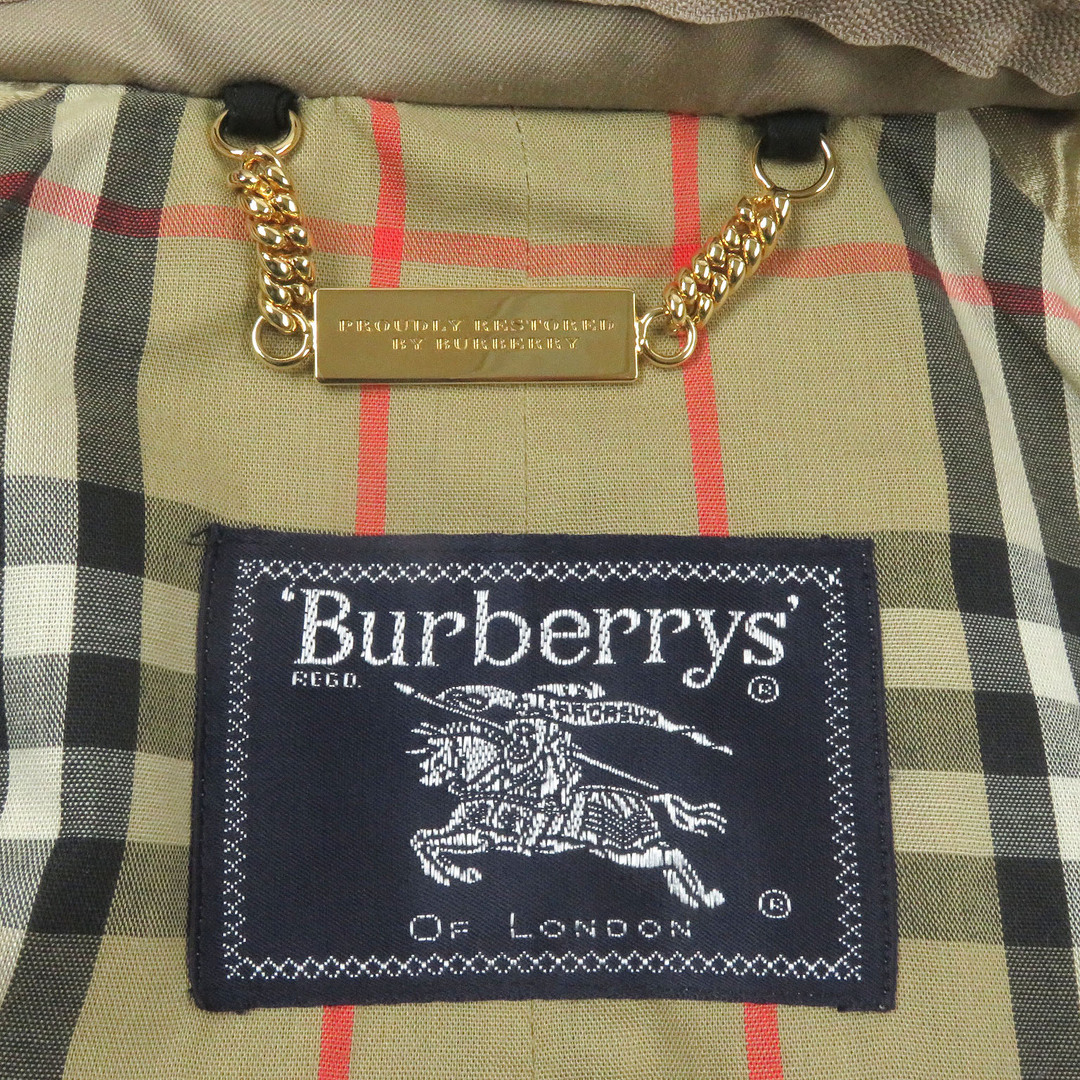 PROUDLY RESTORED
BY BURBERRY
'Burberrys'
REGD. ®
PRORSUM
®
OF LONDON